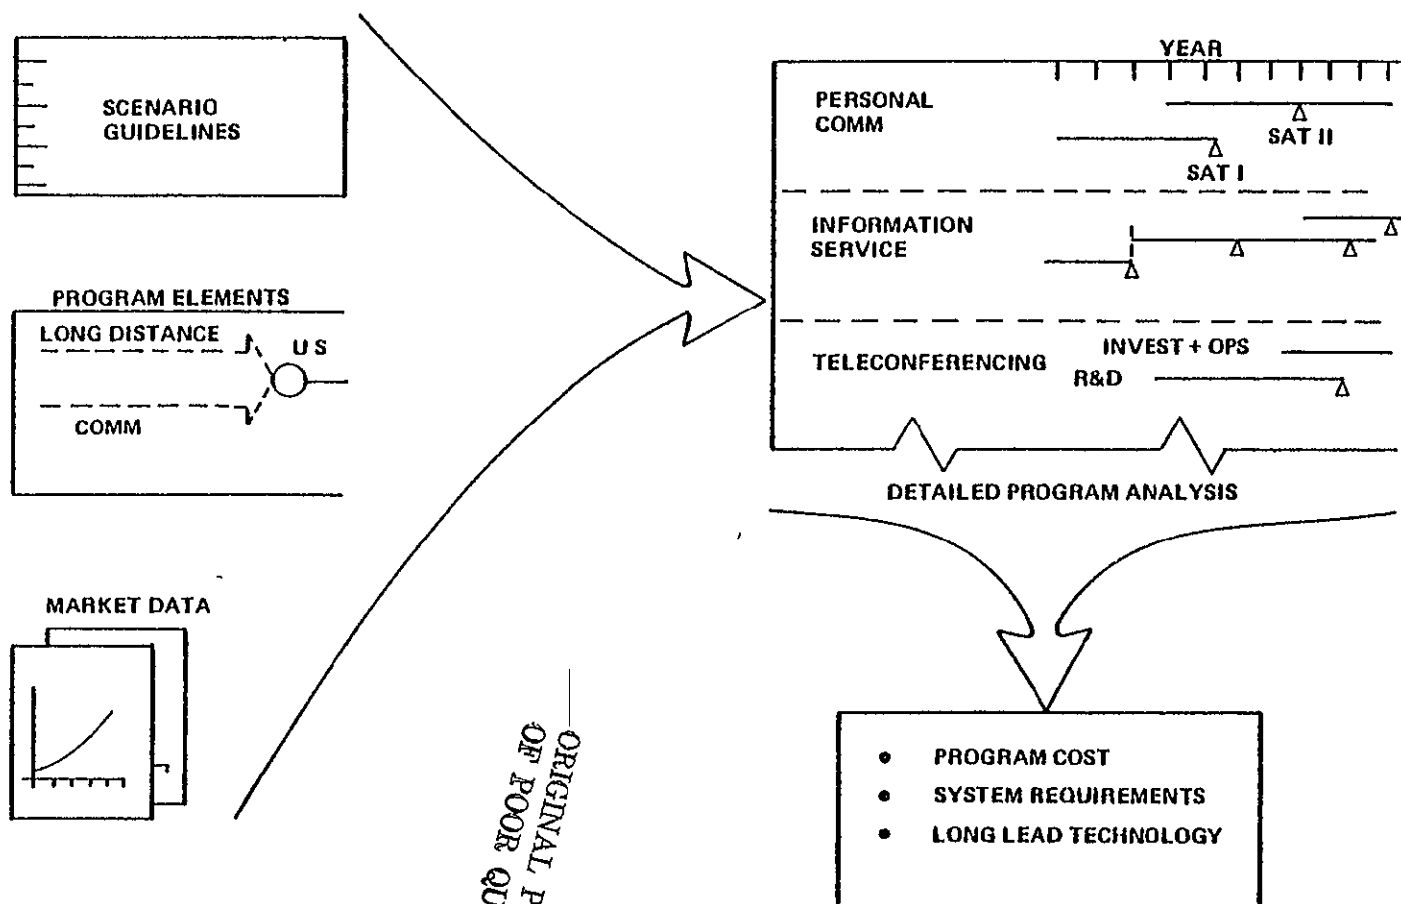 SCENARIO
GUIDELINES
PROGRAM ELEMENTS
LONG DISTANCE
U S
COMM
MARKET DATA
YEAR
PERSONAL
COMM
SAT II
SAT I
INFORMATION
SERVICE
TELECONFERENCING
INVEST + OPS
R&D
DETAILED PROGRAM ANALYSIS
• PROGRAM COST
• SYSTEM REQUIREMENTS
• LONG LEAD TECHNOLOGY
ORIGINAL P
OF POOR QU